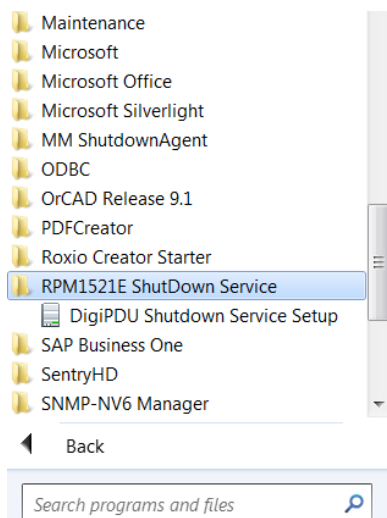 Maintenance
Microsoft
Microsoft Office
Microsoft Silverlight
MM ShutdownAgent
ODBC
OrCAD Release 9.1
PDFCreator
Roxio Creator Starter
RPM1521E ShutDown Service
DigiPDU Shutdown Service Setup
SAP Business One
SentryHD
SNMP-NV6 Manager
Back
Search programs and files